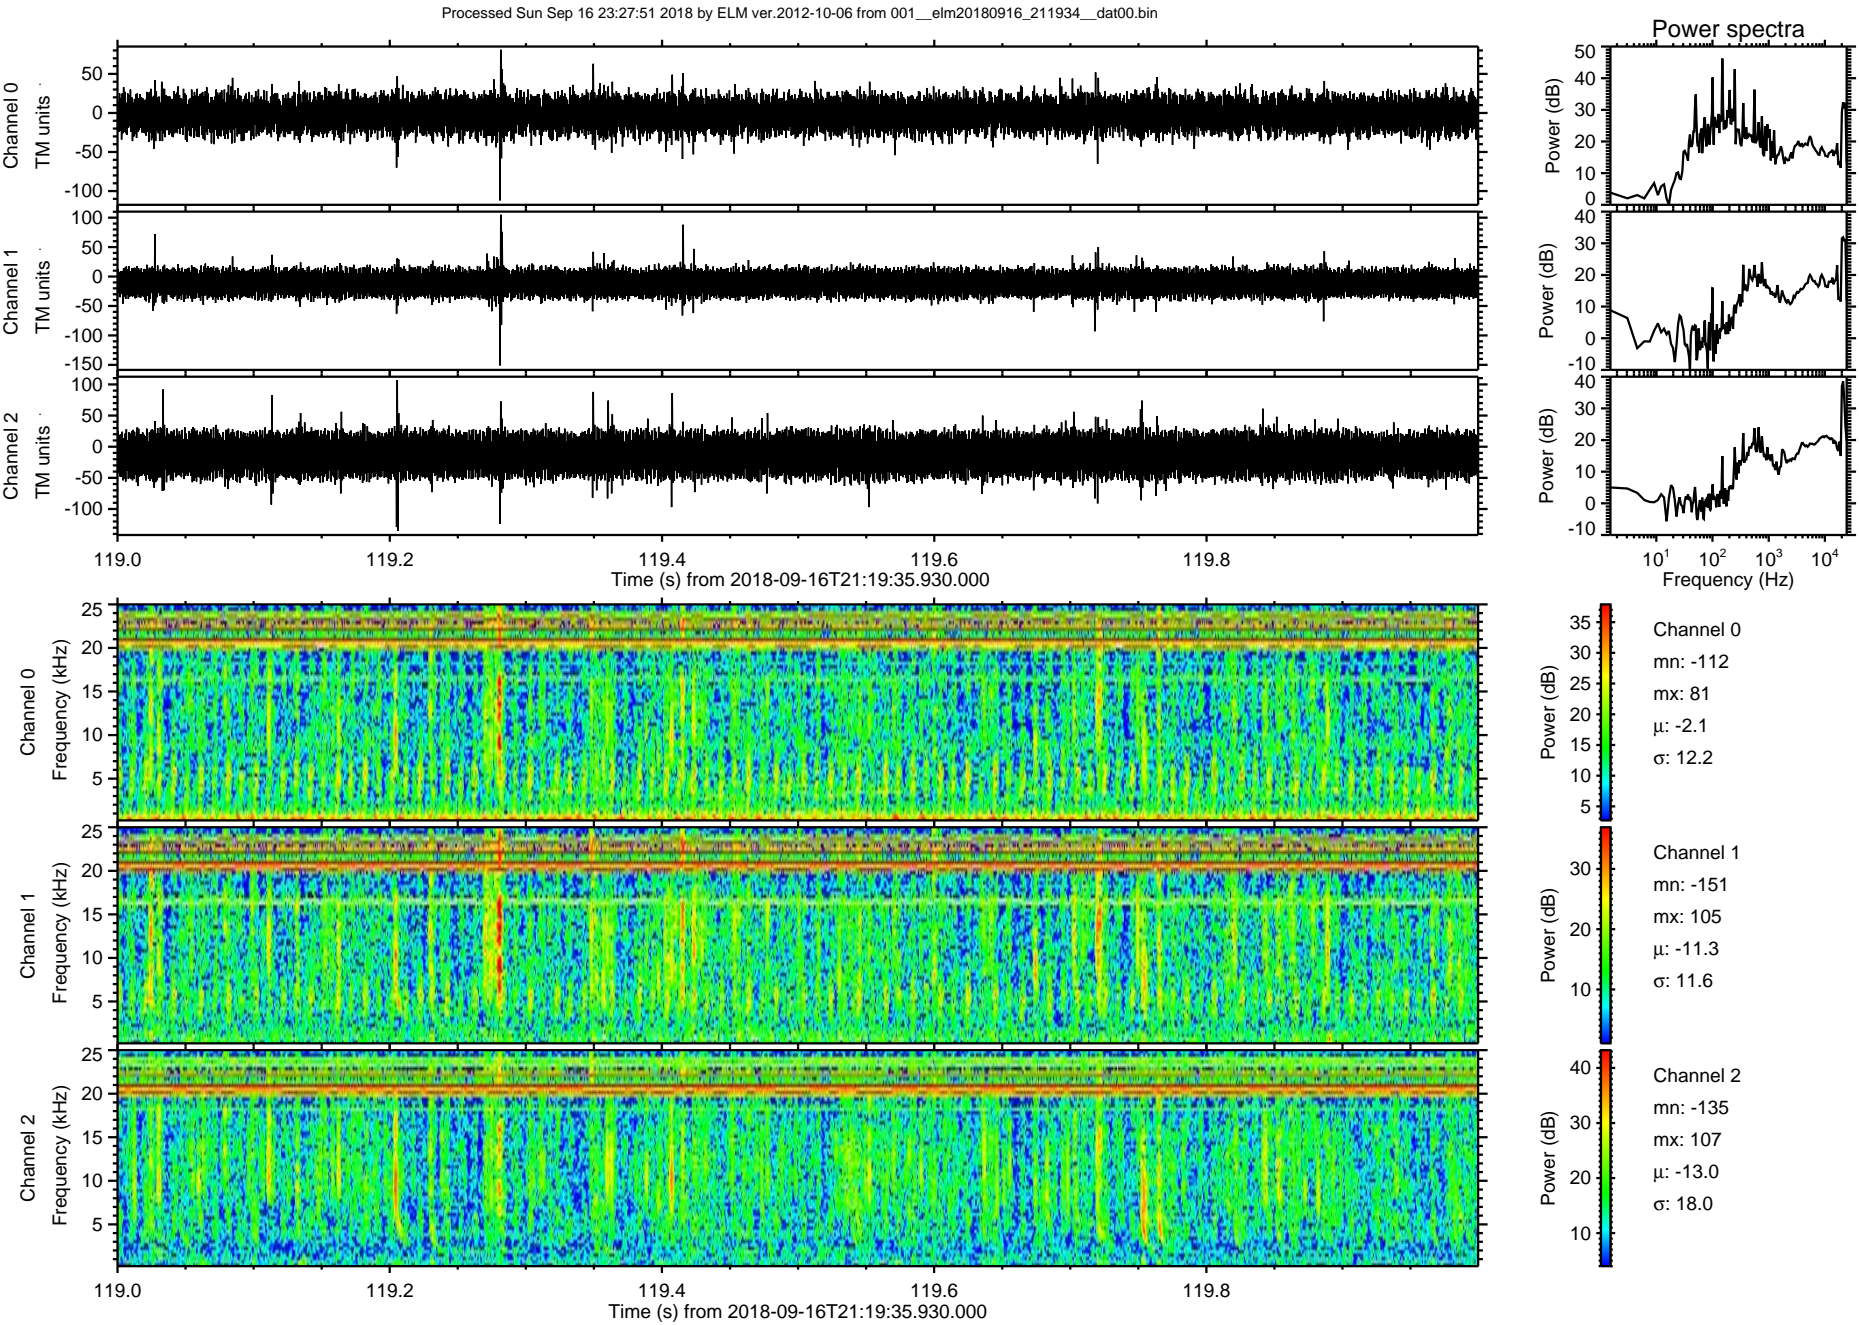 Processed Sun Sep 16 23:27:51 2018 by ELM ver.2012-10-06 from 001__elm20180916_211934__dat00.bin
Power spectra
Channel 0
TM units
50
0
-50
-100
Power (dB)
50
40
30
20
10
0
Channel 1
TM units
100
50
0
-50
-100
-150
Power (dB)
40
30
20
10
0
-10
Channel 2
TM units
100
50
0
-50
-100
Power (dB)
40
30
20
10
0
-10
119.0 119.2 119.4 119.6 119.8
Time (s) from 2018-09-16T21:19:35.930.000
10¹ 10² 10³ 10⁴
Frequency (Hz)
Channel 0
Frequency (kHz)
25
20
15
10
5
Power (dB)
35
30
25
20
15
10
5
Channel 0
mn: -112
mx: 81
μ: -2.1
σ: 12.2
Channel 1
Frequency (kHz)
25
20
15
10
5
Power (dB)
30
20
10
Channel 1
mn: -151
mx: 105
μ: -11.3
σ: 11.6
Channel 2
Frequency (kHz)
25
20
15
10
5
Power (dB)
40
30
20
10
Channel 2
mn: -135
mx: 107
μ: -13.0
σ: 18.0
119.0 119.2 119.4 119.6 119.8
Time (s) from 2018-09-16T21:19:35.930.000